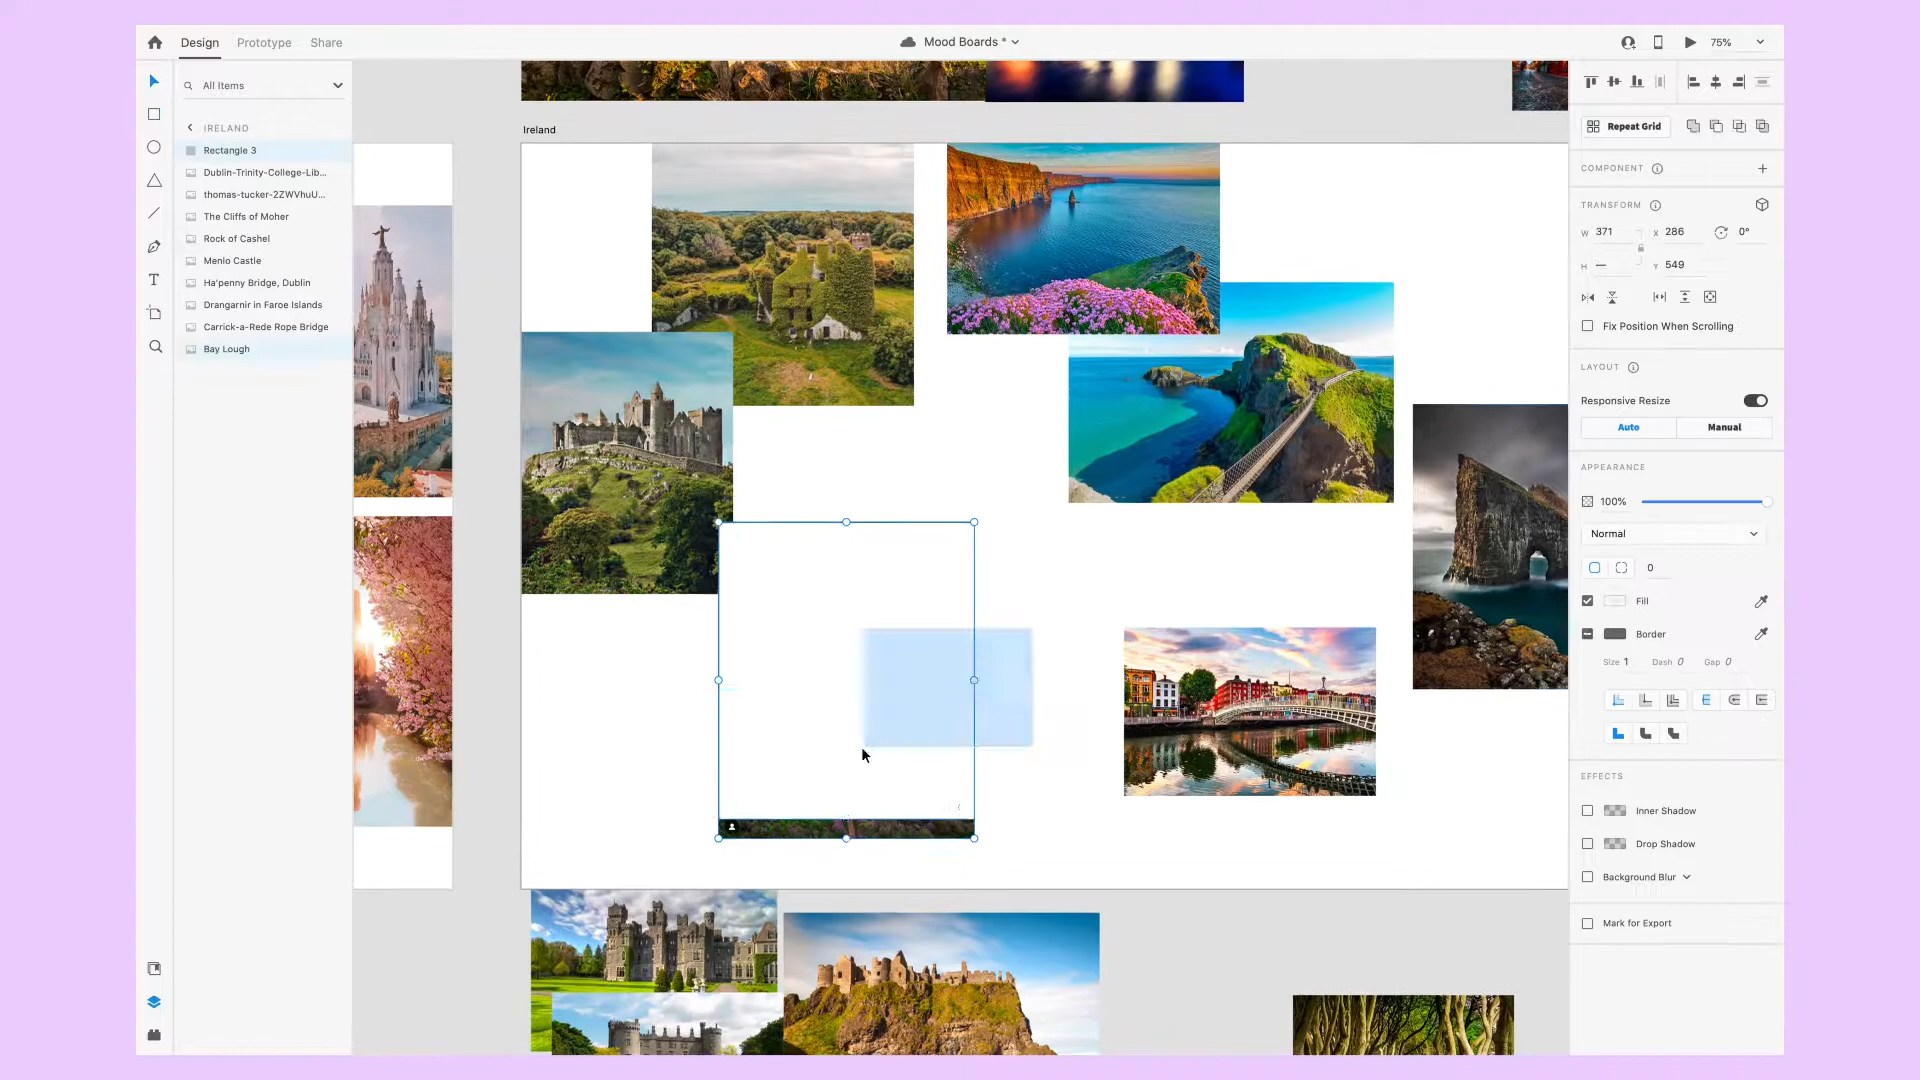 Design Prototype Share
Mood Boards *
75%
All Items
IRELAND
Rectangle 3
Dublin-Trinity-College-Lib...
thomas-tucker-2ZWVhuU...
The Cliffs of Moher
Rock of Cashel
Menlo Castle
Ha'penny Bridge, Dublin
Drangarnir in Faroe Islands
Carrick-a-Rede Rope Bridge
Bay Lough
Ireland
Repeat Grid
COMPONENT
TRANSFORM
W 371 X 286 0°
H — Y 549
Fix Position When Scrolling
LAYOUT
Responsive Resize
Auto Manual
APPEARANCE
100%
Normal
0
Fill
Border
Size 1 Dash 0 Gap 0
EFFECTS
Inner Shadow
Drop Shadow
Background Blur
Mark for Export